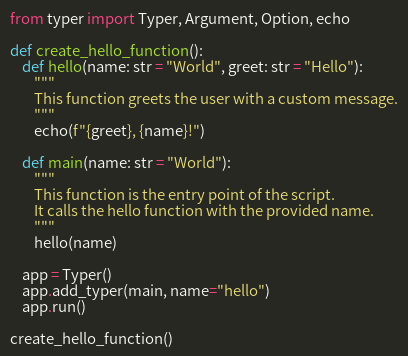 from typer import Typer, Argument, Option, echo
def create_hello_function():
    def hello(name: str = "World", greet: str = "Hello"):
        """
        This function greets the user with a custom message.
        """
        echo(f"{greet}, {name}!")
    def main(name: str = "World"):
        """
        This function is the entry point of the script.
        It calls the hello function with the provided name.
        """
        hello(name)
    app = Typer()
    app.add_typer(main, name="hello")
    app.run()
create_hello_function()